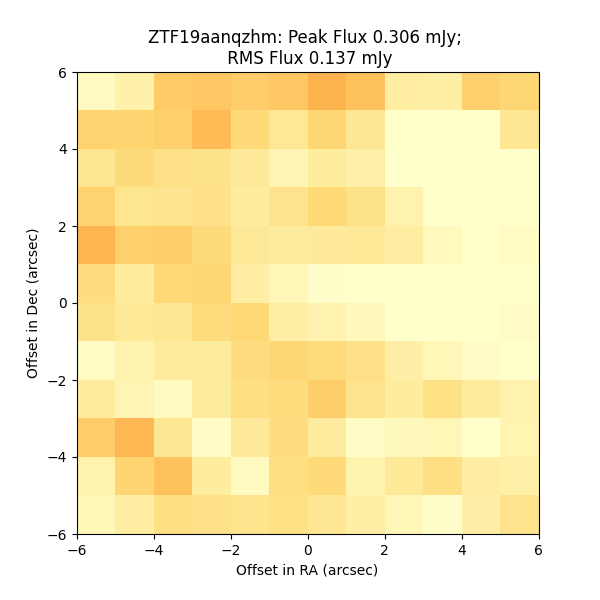 ZTF19aanqzhm: Peak Flux 0.306 mJy;
RMS Flux 0.137 mJy
6
4
2
0
−2
−4
−6
Offset in Dec (arcsec)
−6 −4 −2 0 2 4 6
Offset in RA (arcsec)